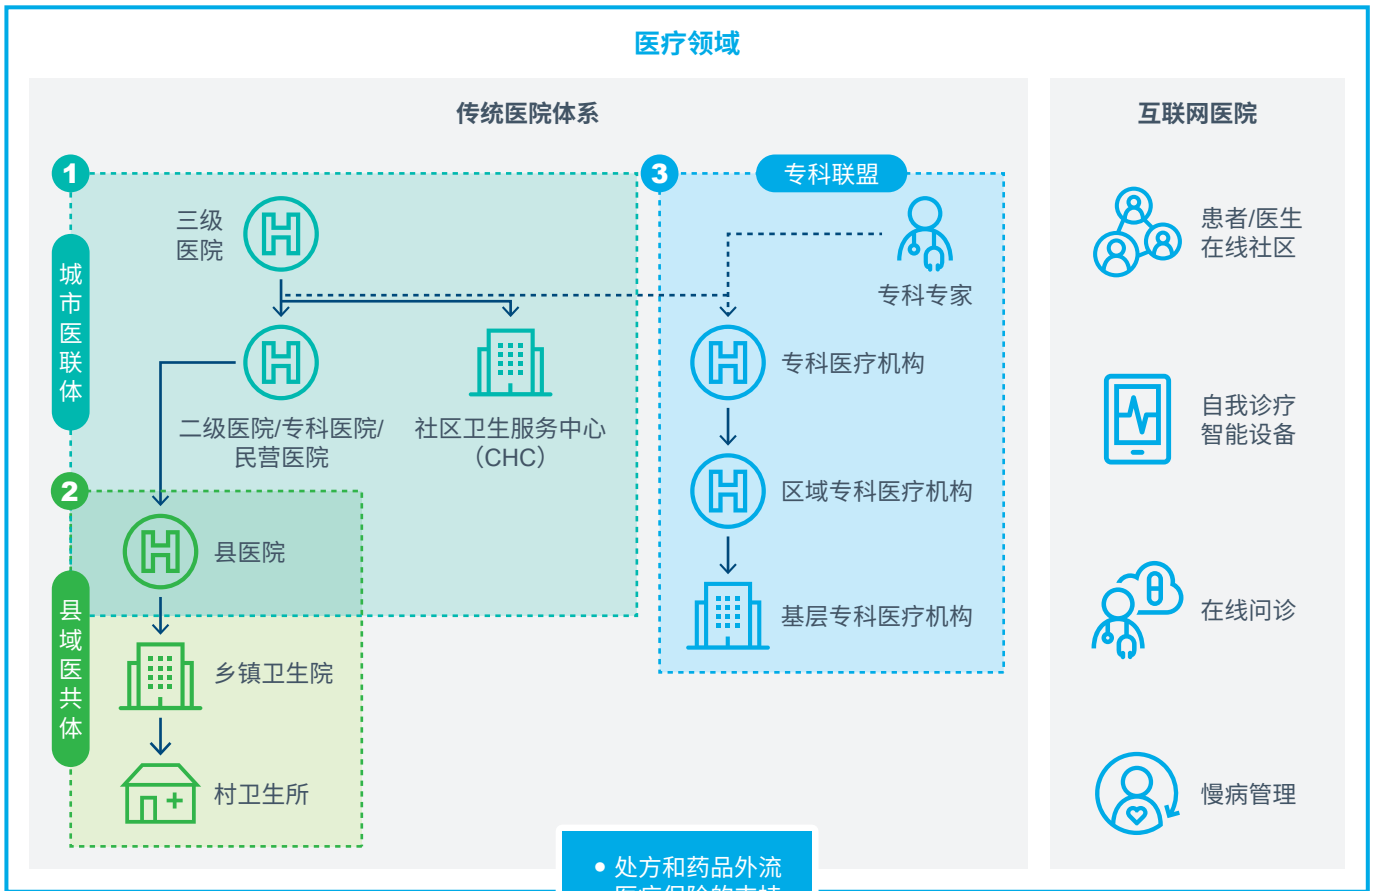 医疗领域
传统医院体系
1
城市医联体
三级
医院
二级医院/专科医院/
民营医院
社区卫生服务中心
（CHC）
2
县域医共体
县医院
乡镇卫生院
村卫生所
3
专科联盟
专科专家
专科医疗机构
区域专科医疗机构
基层专科医疗机构
互联网医院
患者/医生
在线社区
自我诊疗
智能设备
在线问诊
慢病管理
• 处方和药品外流